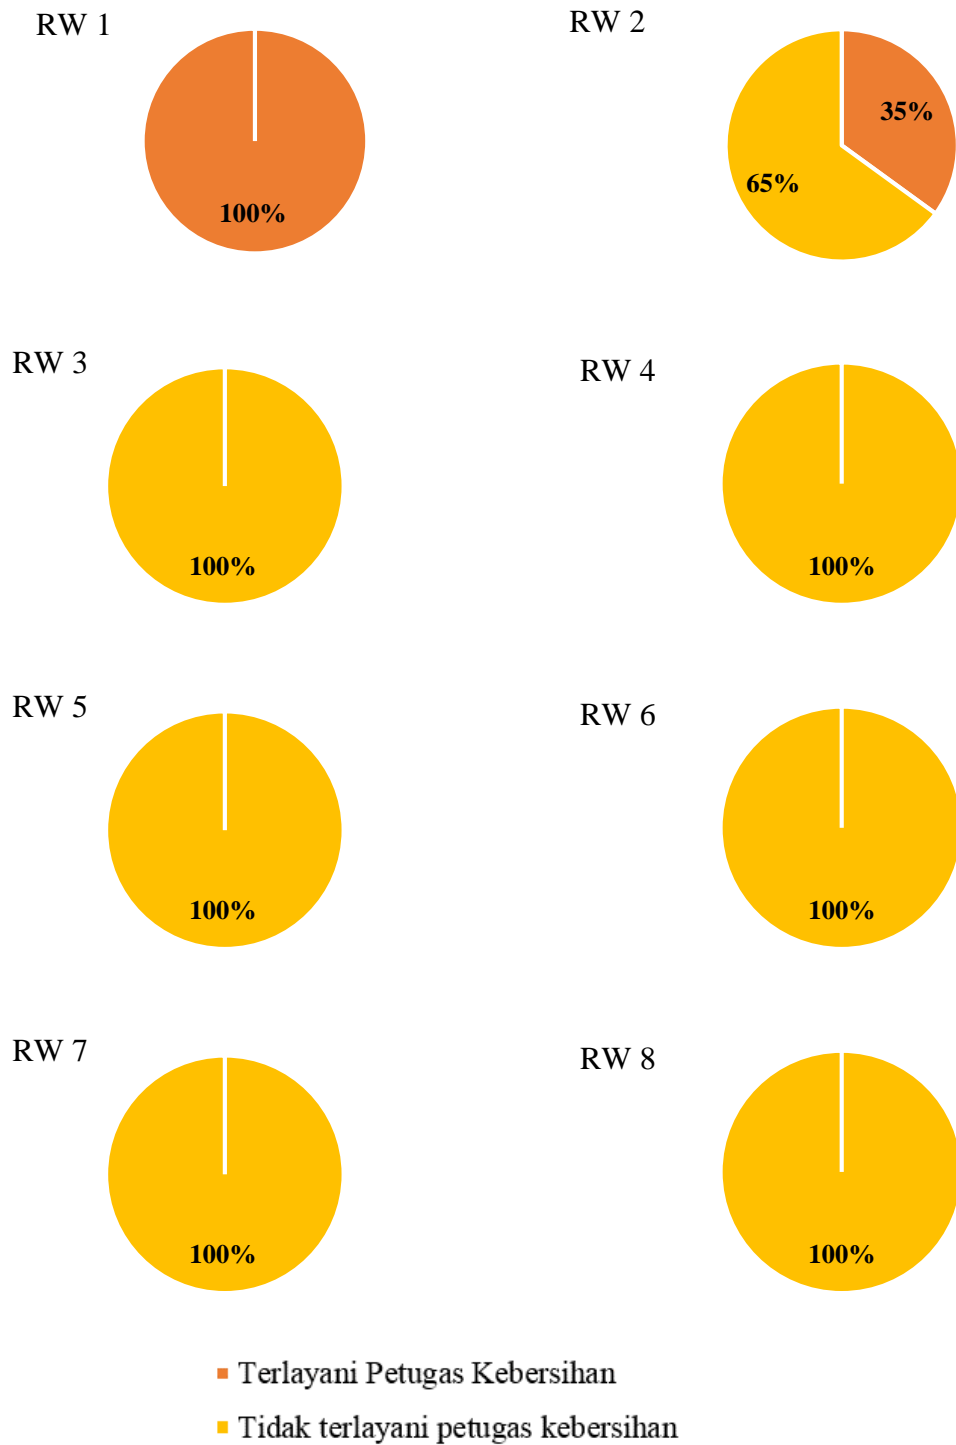 RW 1
100%
RW 2
35%
65%
RW 3
100%
RW 4
100%
RW 5
100%
RW 6
100%
RW 7
100%
RW 8
100%
Terlayani Petugas Kebersihan
Tidak terlayani petugas kebersihan